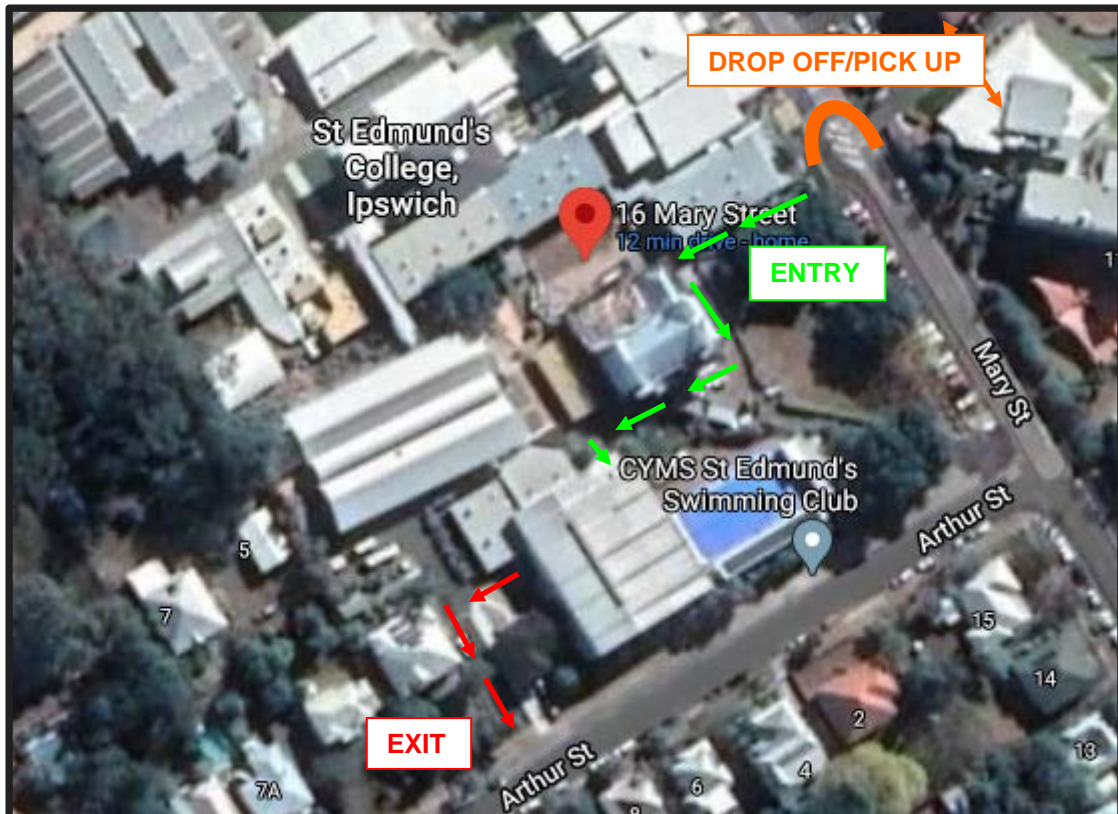 DROP OFF/PICK UP
St Edmund's
College,
Ipswich
16 Mary Street
12 min drive - home
ENTRY
Mary St
CYMS St Edmund's
Swimming Club
Arthur St
5
7
15
14
2
EXIT
13
4
Arthur St
6
7A
8